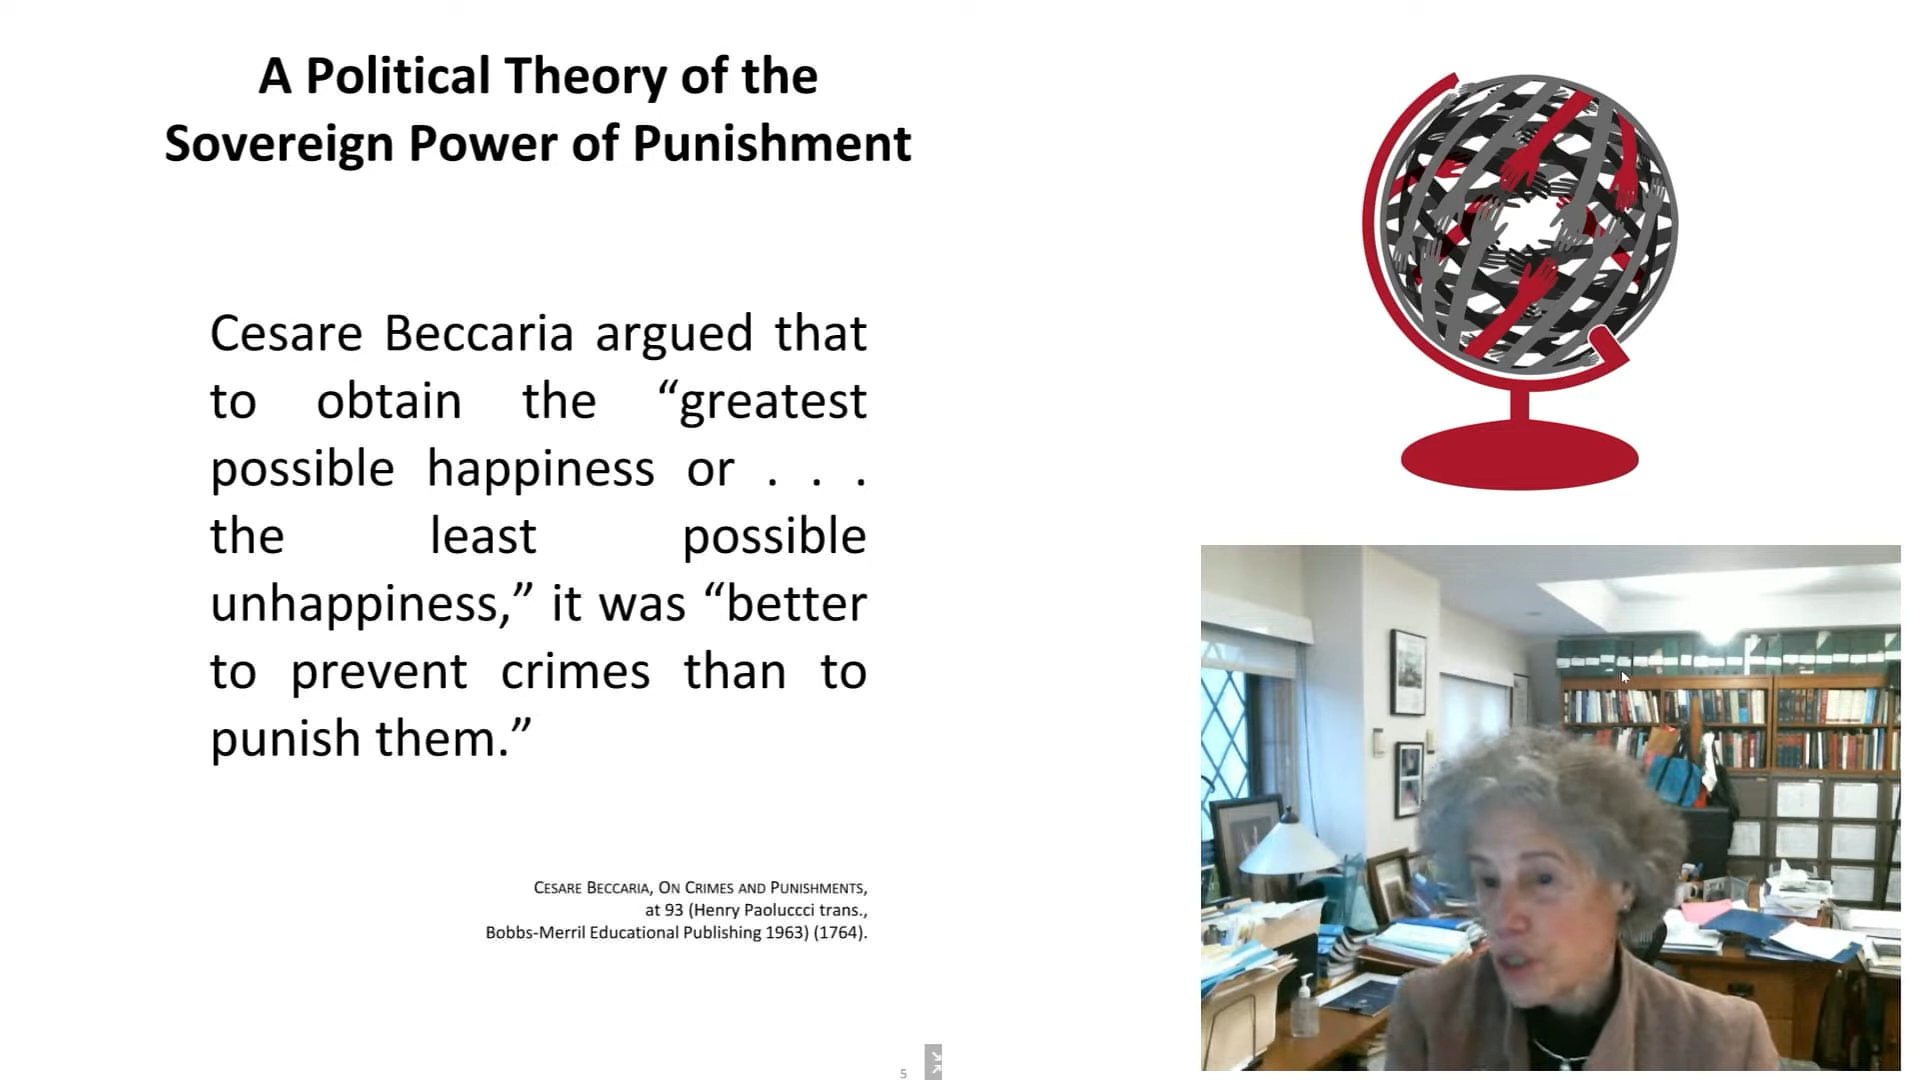 A Political Theory of the
Sovereign Power of Punishment
Cesare Beccaria argued that
to obtain the “greatest
possible happiness or . . .
the least possible
unhappiness,” it was “better
to prevent crimes than to
punish them.”
CESARE BECCARIA, ON CRIMES AND PUNISHMENTS,
at 93 (Henry Paoluccci trans.,
Bobbs-Merril Educational Publishing 1963) (1764).
5